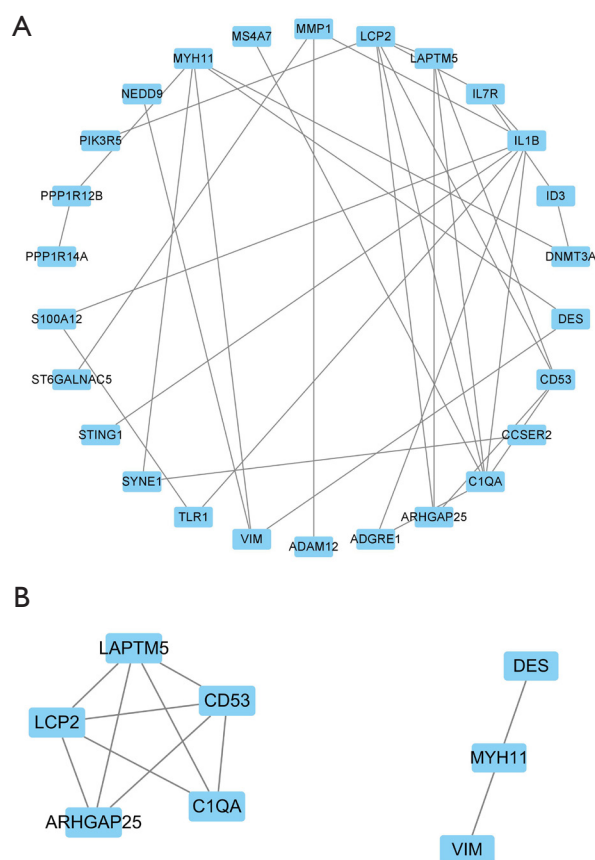 A
MMP1
MS4A7
LCP2
MYH11
LAPTM5
NEDD9
IL7R
PIK3R5
IL1B
PPP1R12B
ID3
PPP1R14A
DNMT3A
S100A12
DES
ST6GALNAC5
CD53
STING1
CCSER2
SYNE1
C1QA
TLR1
ARHGAP25
VIM
ADAM12
ADGRE1
B
LAPTM5
DES
CD53
LCP2
MYH11
C1QA
ARHGAP25
VIM